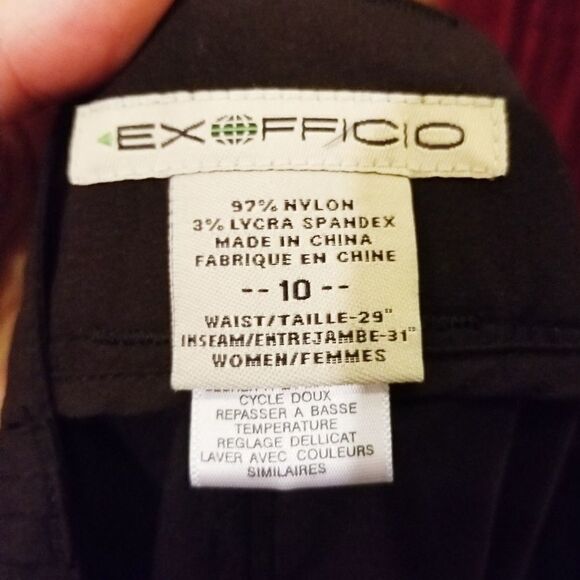 EXOFFICIO
97% NYLON
3% LYCRA SPANDEX
MADE IN CHINA
FABRIQUE EN CHINE
-- 10 --
WAIST/TAILLE-29"
INSEAM/ENTREJAMBE-31"
WOMEN/FEMMES
CYCLE DOUX
REPASSER A BASSE
TEMPERATURE
REGLAGE DELLICAT
LAVER AVEC COULEURS
SIMILAIRES